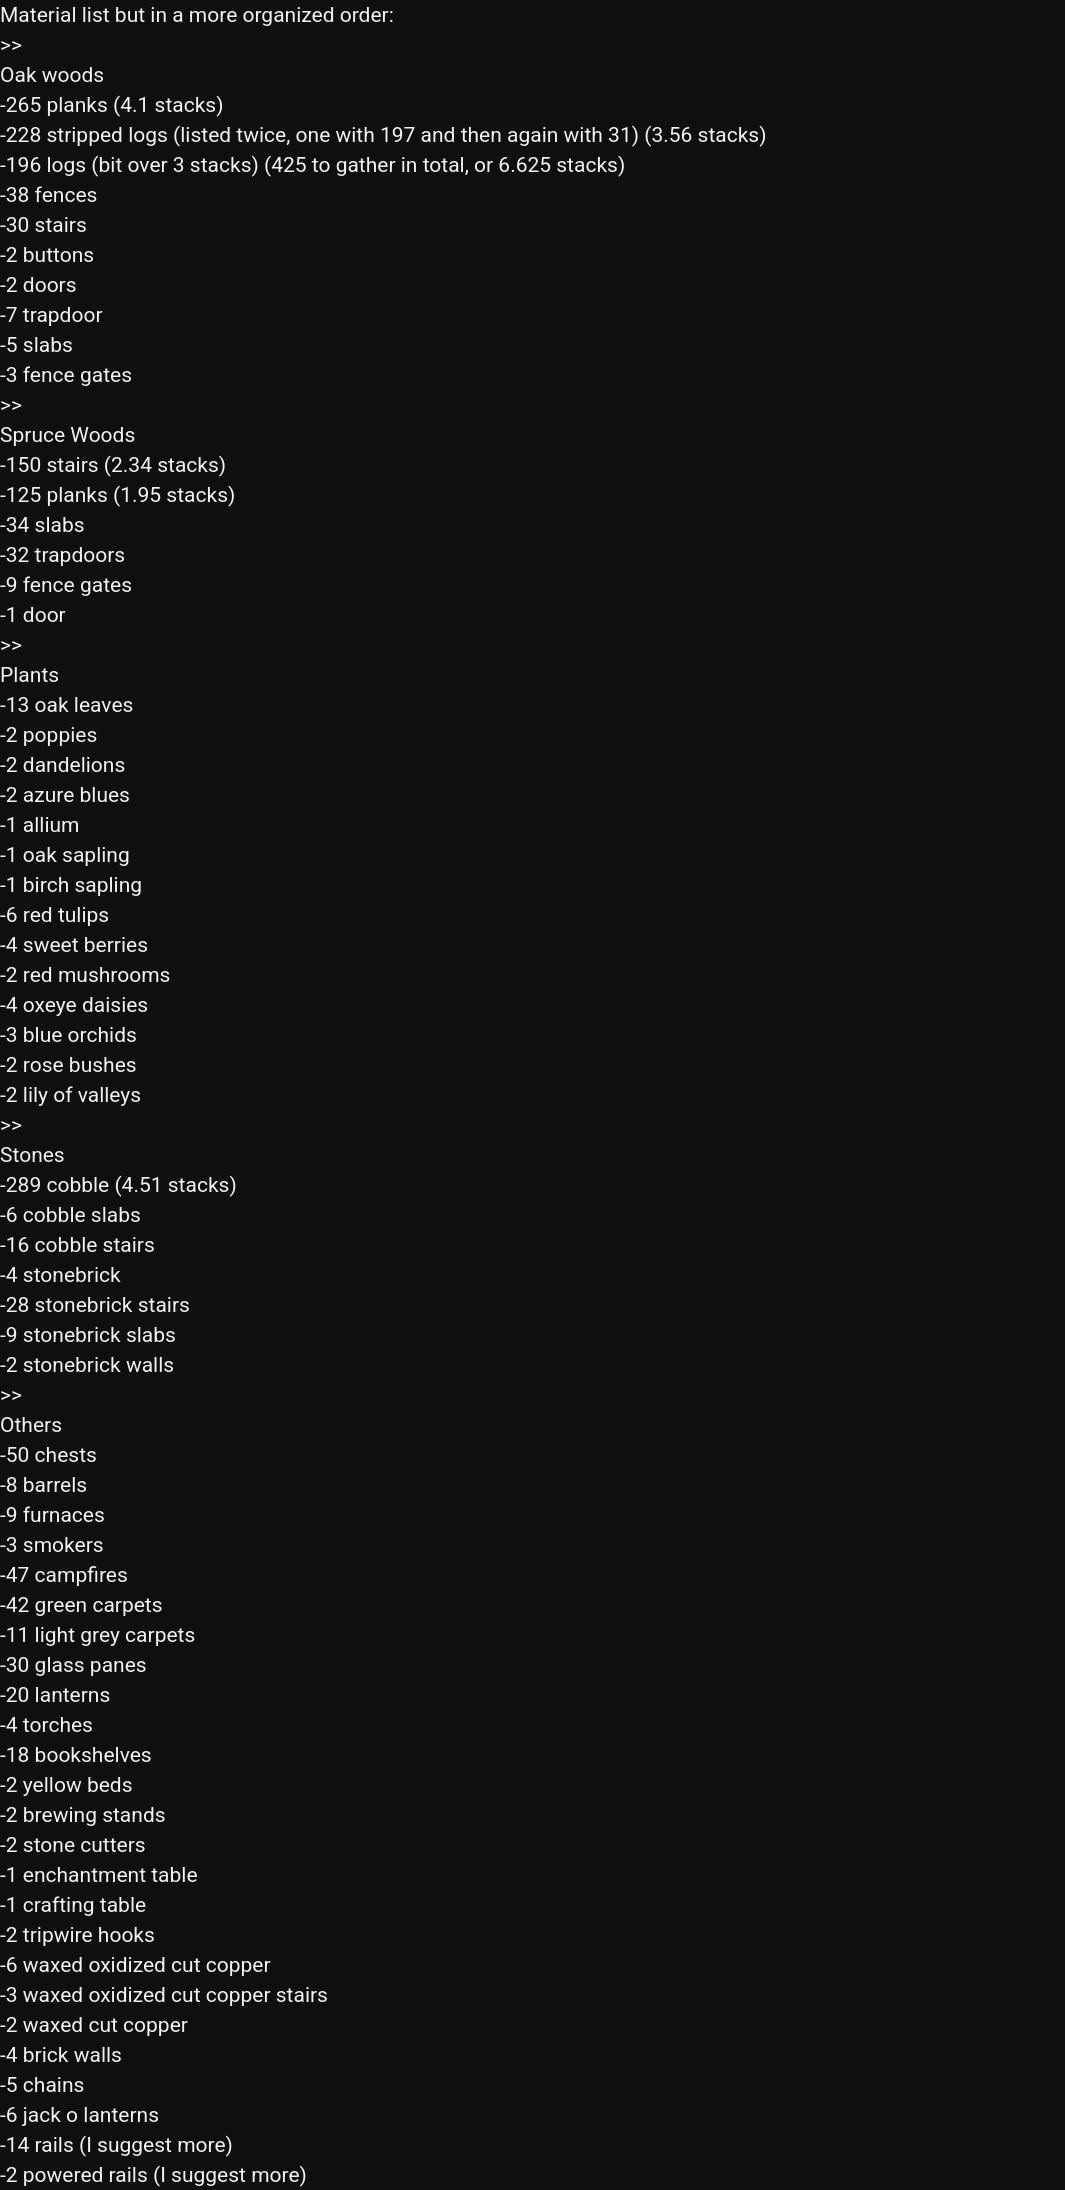 Material list but in a more organized order:
>>
Oak woods
-265 planks (4.1 stacks)
-228 stripped logs (listed twice, one with 197 and then again with 31) (3.56 stacks)
-196 logs (bit over 3 stacks) (425 to gather in total, or 6.625 stacks)
-38 fences
-30 stairs
-2 buttons
-2 doors
-7 trapdoor
-5 slabs
-3 fence gates
>>
Spruce Woods
-150 stairs (2.34 stacks)
-125 planks (1.95 stacks)
-34 slabs
-32 trapdoors
-9 fence gates
-1 door
>>
Plants
-13 oak leaves
-2 poppies
-2 dandelions
-2 azure blues
-1 allium
-1 oak sapling
-1 birch sapling
-6 red tulips
-4 sweet berries
-2 red mushrooms
-4 oxeye daisies
-3 blue orchids
-2 rose bushes
-2 lily of valleys
>>
Stones
-289 cobble (4.51 stacks)
-6 cobble slabs
-16 cobble stairs
-4 stonebrick
-28 stonebrick stairs
-9 stonebrick slabs
-2 stonebrick walls
>>
Others
-50 chests
-8 barrels
-9 furnaces
-3 smokers
-47 campfires
-42 green carpets
-11 light grey carpets
-30 glass panes
-20 lanterns
-4 torches
-18 bookshelves
-2 yellow beds
-2 brewing stands
-2 stone cutters
-1 enchantment table
-1 crafting table
-2 tripwire hooks
-6 waxed oxidized cut copper
-3 waxed oxidized cut copper stairs
-2 waxed cut copper
-4 brick walls
-5 chains
-6 jack o lanterns
-14 rails (I suggest more)
-2 powered rails (I suggest more)